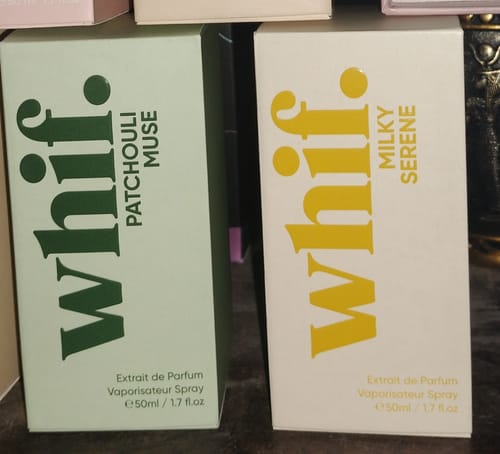 whif.
PATCHOULI
MUSE
Extrait de Parfum
Vaporisateur Spray
℮50ml / 1.7 fl.oz
whif.
MILKY
SERENE
Extrait de Parfum
Vaporisateur Spray
℮50ml / 1.7 fl.oz